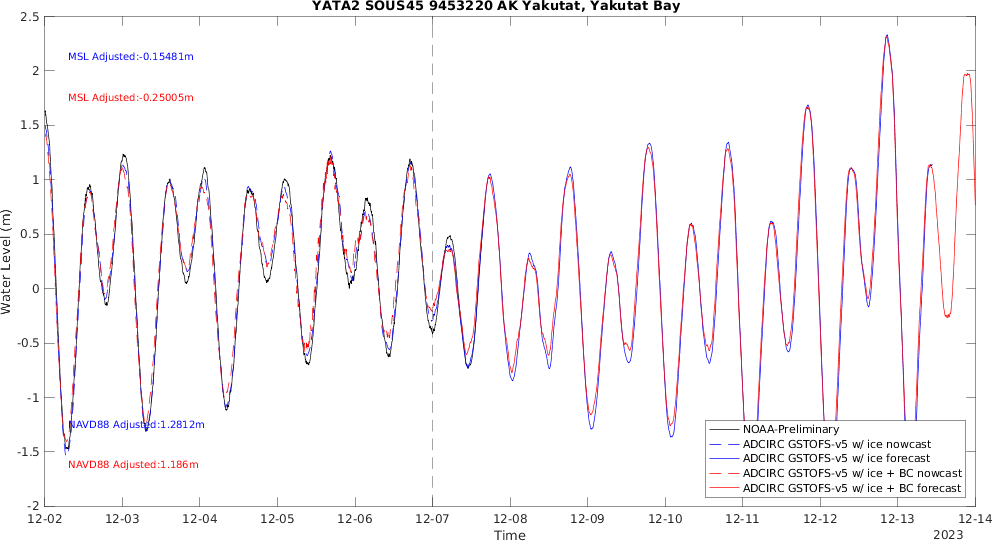 YATA2 SOUS45 9453220 AK Yakutat, Yakutat Bay
2.5
2
1.5
1
0.5
0
-0.5
-1
-1.5
-2
Water Level (m)
MSL Adjusted:-0.15481m
MSL Adjusted:-0.25005m
NAVD88 Adjusted:1.2812m
NAVD88 Adjusted:1.186m
NOAA-Preliminary
ADCIRC GSTOFS-v5 w/ ice nowcast
ADCIRC GSTOFS-v5 w/ ice forecast
ADCIRC GSTOFS-v5 w/ ice + BC nowcast
ADCIRC GSTOFS-v5 w/ ice + BC forecast
12-02 12-03 12-04 12-05 12-06 12-07 12-08 12-09 12-10 12-11 12-12 12-13 12-14
Time
2023